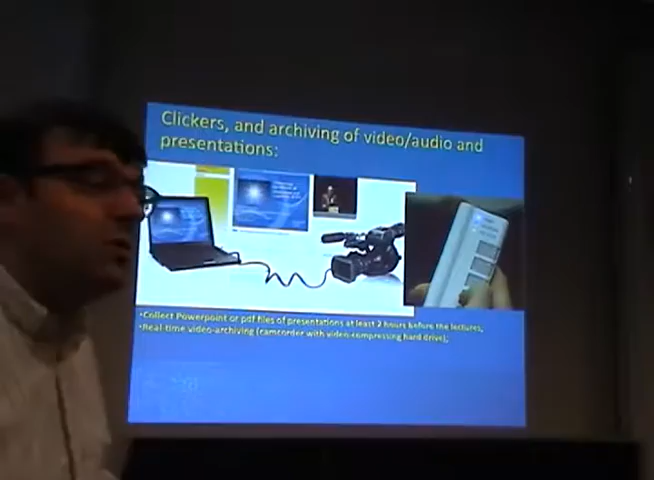 Clickers, and archiving of video/audio and
presentations:
•Collect Powerpoint or pdf files of presentations at least 2 hours before the lectures,
•Real-time video-archiving (camcorder with video-compressing hard drive),